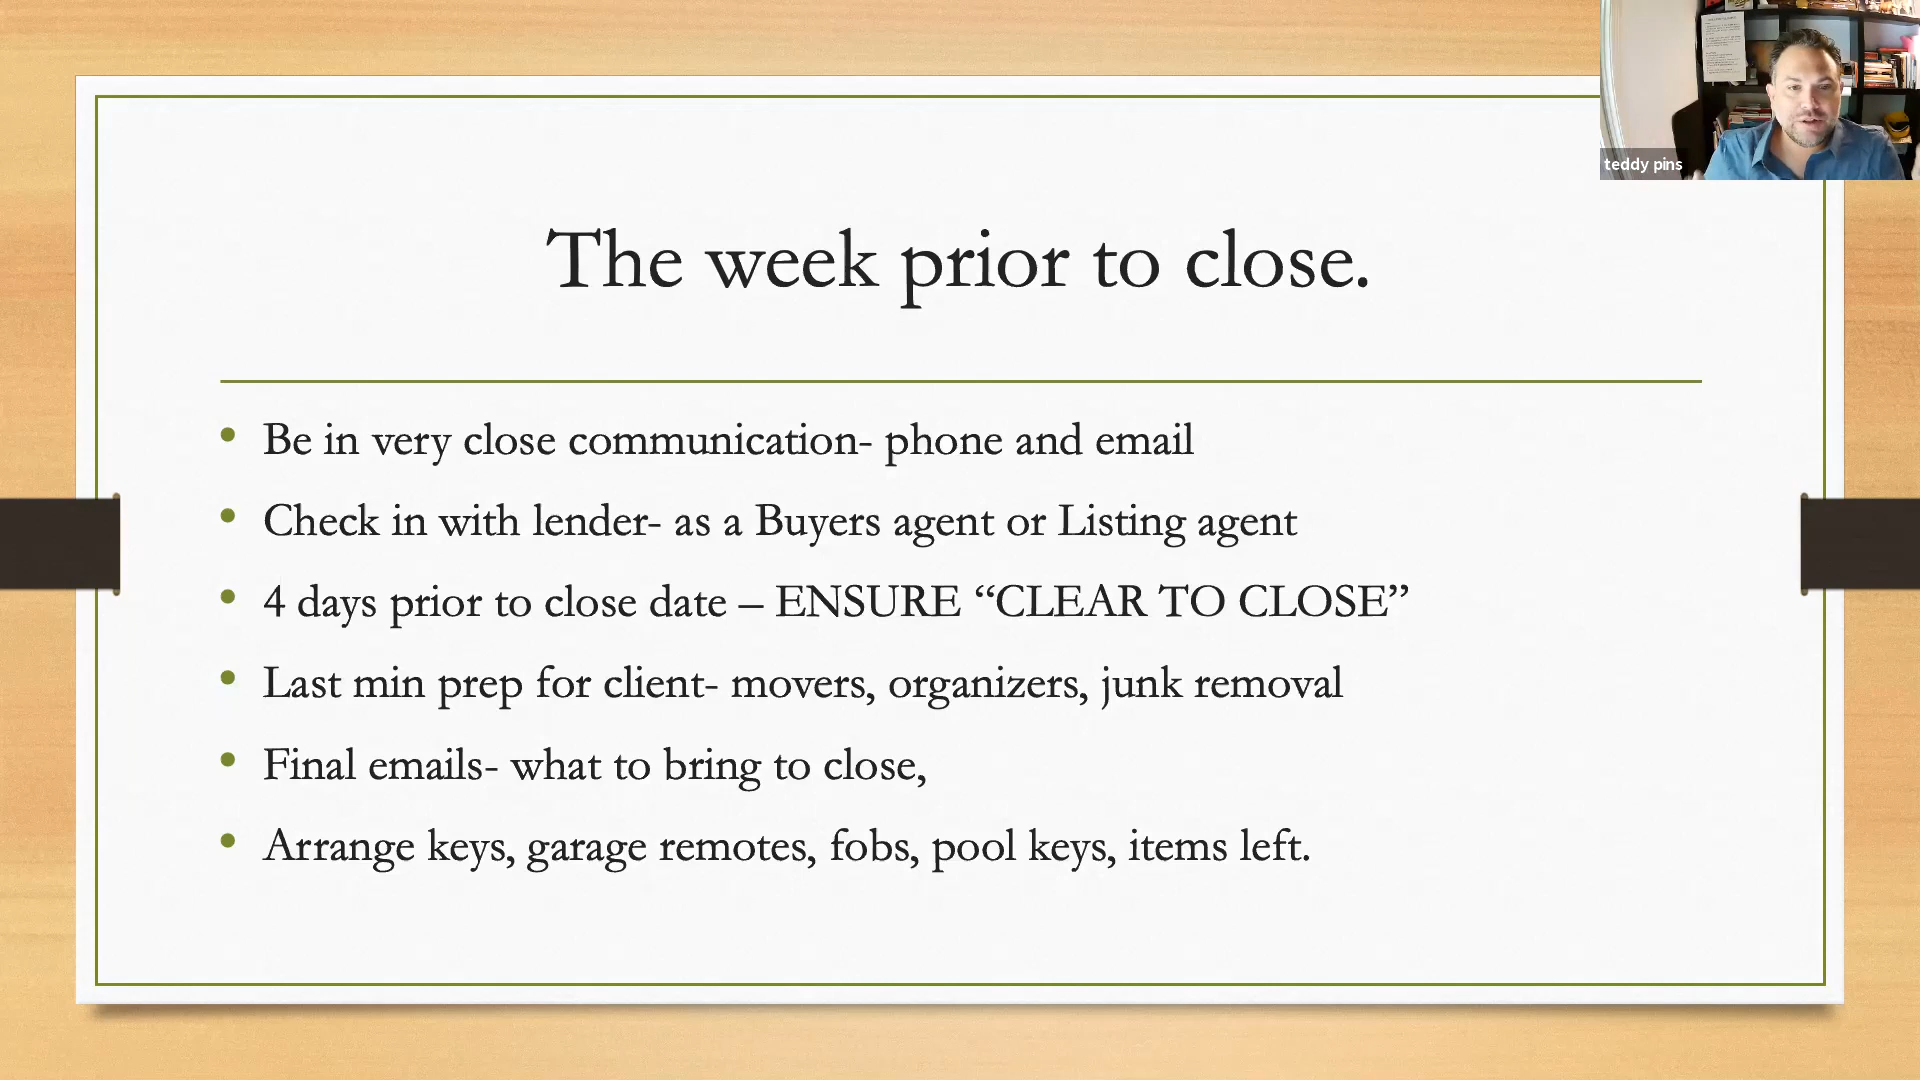 teddy pins
The week prior to close.
• Be in very close communication- phone and email
• Check in with lender- as a Buyers agent or Listing agent
• 4 days prior to close date – ENSURE “CLEAR TO CLOSE”
• Last min prep for client- movers, organizers, junk removal
• Final emails- what to bring to close,
• Arrange keys, garage remotes, fobs, pool keys, items left.